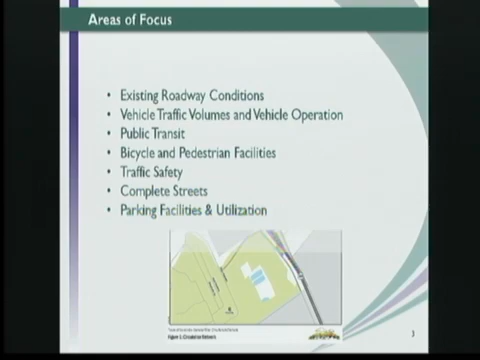 Areas of Focus
• Existing Roadway Conditions
• Vehicle Traffic Volumes and Vehicle Operation
• Public Transit
• Bicycle and Pedestrian Facilities
• Traffic Safety
• Complete Streets
• Parking Facilities & Utilization
3